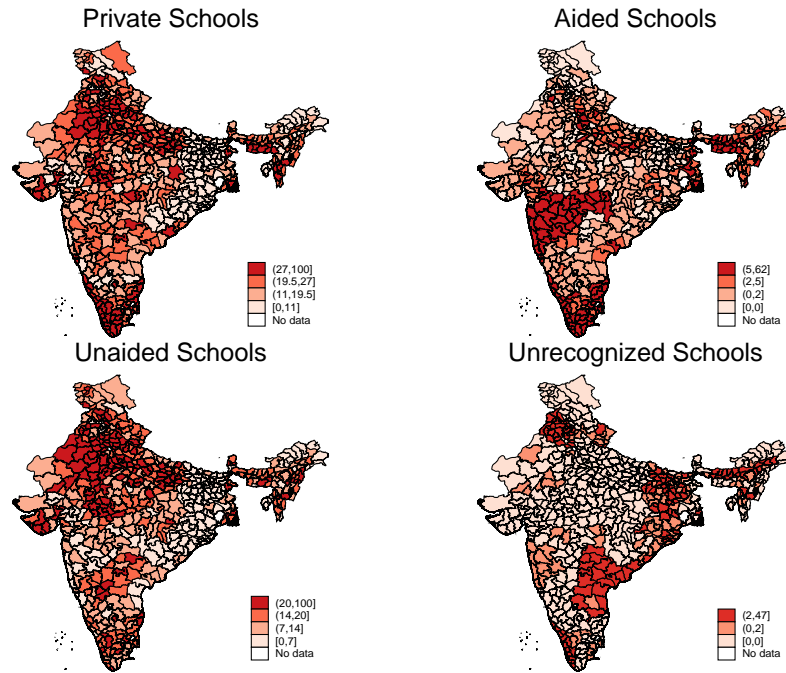 Private Schools
(27,100]
(19.5,27]
(11,19.5]
[0,11]
No data
Aided Schools
(5,62]
(2,5]
(0,2]
[0,0]
No data
Unaided Schools
(20,100]
(14,20]
(7,14]
[0,7]
No data
Unrecognized Schools
(2,47]
(0,2]
[0,0]
No data